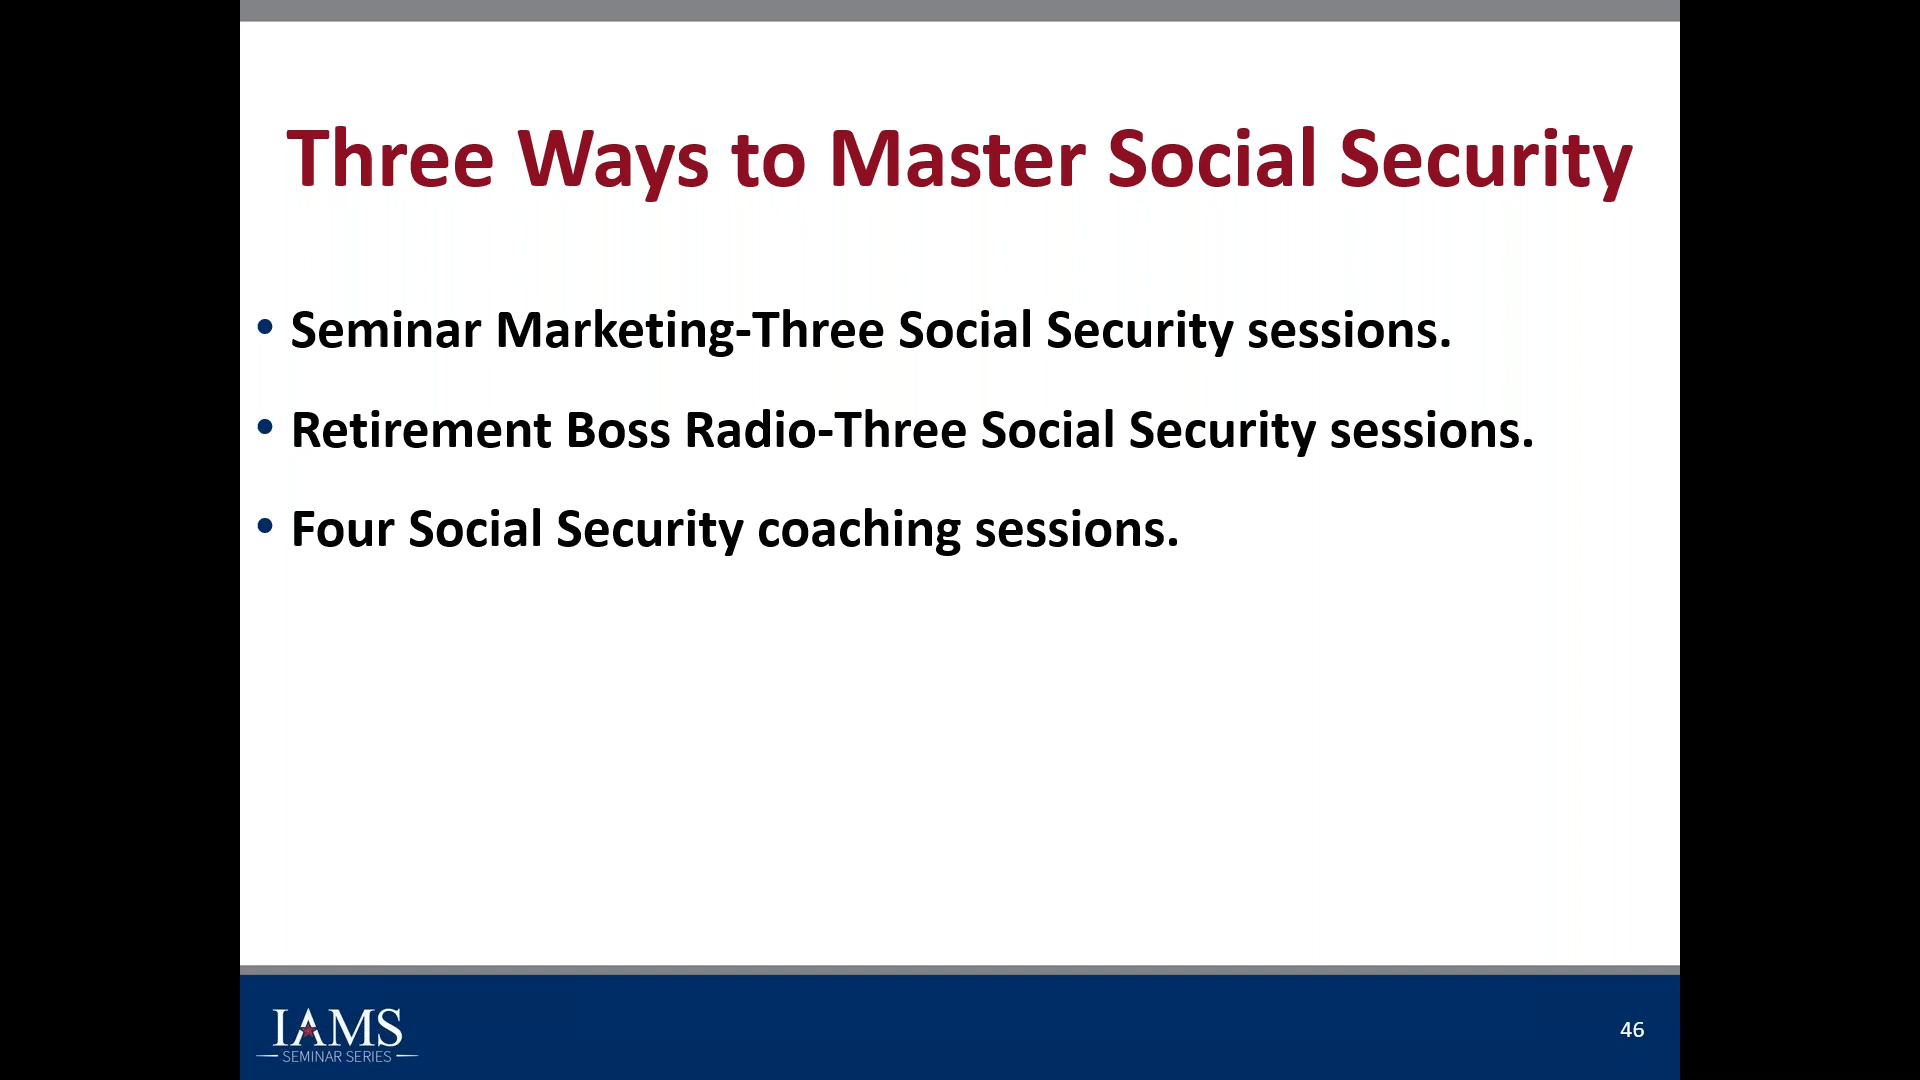 Three Ways to Master Social Security
• Seminar Marketing-Three Social Security sessions.
• Retirement Boss Radio-Three Social Security sessions.
• Four Social Security coaching sessions.
IAMS
SEMINAR SERIES
46